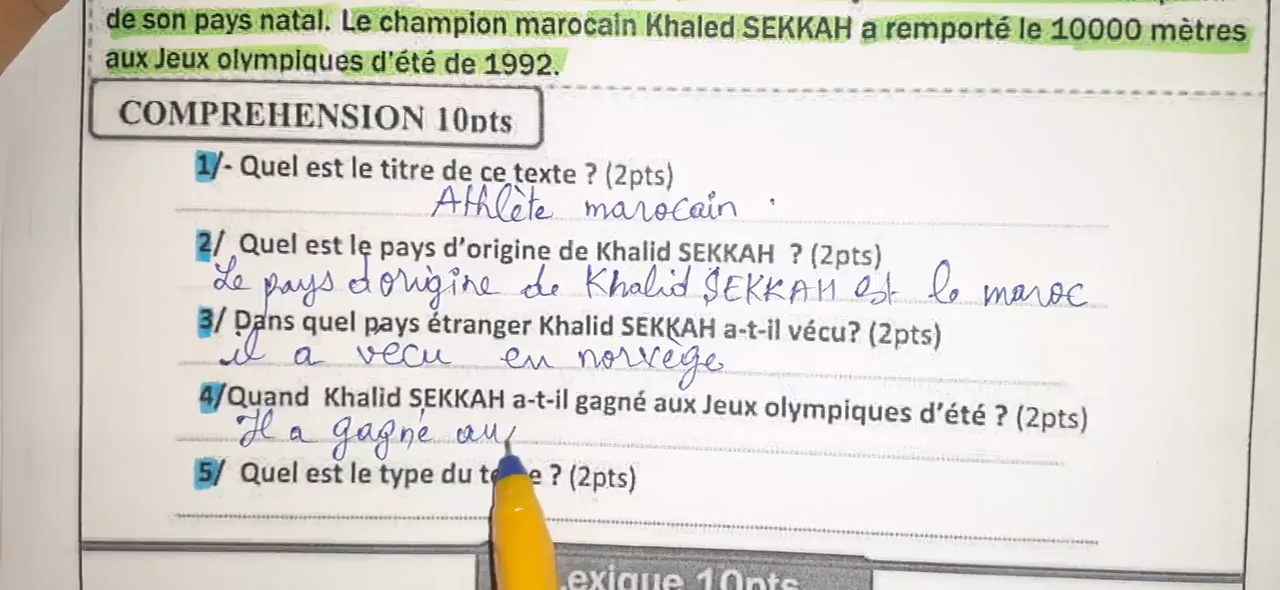 de son pays natal. Le champion marocain Khaled SEKKAH a remporté le 10000 mètres
aux Jeux olympiques d'été de 1992.
COMPREHENSION 10pts
1/- Quel est le titre de ce texte ? (2pts)
Athlète marocain .
2/ Quel est le pays d'origine de Khalid SEKKAH ? (2pts)
Le pays d'origine de Khalid SEKKAH est le maroc
3/ Dans quel pays étranger Khalid SEKKAH a-t-il vécu? (2pts)
il a vécu en norvège
4/Quand Khalid SEKKAH a-t-il gagné aux Jeux olympiques d'été ? (2pts)
Il a gagné au
5/ Quel est le type du te e ? (2pts)
exique 10pts